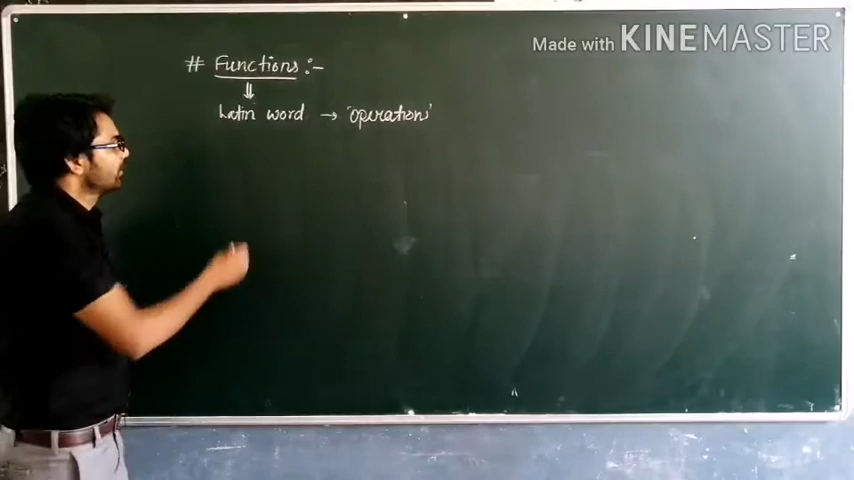 Made with KINEMASTER
# Functions :-
⇓
Latin word → 'operation'